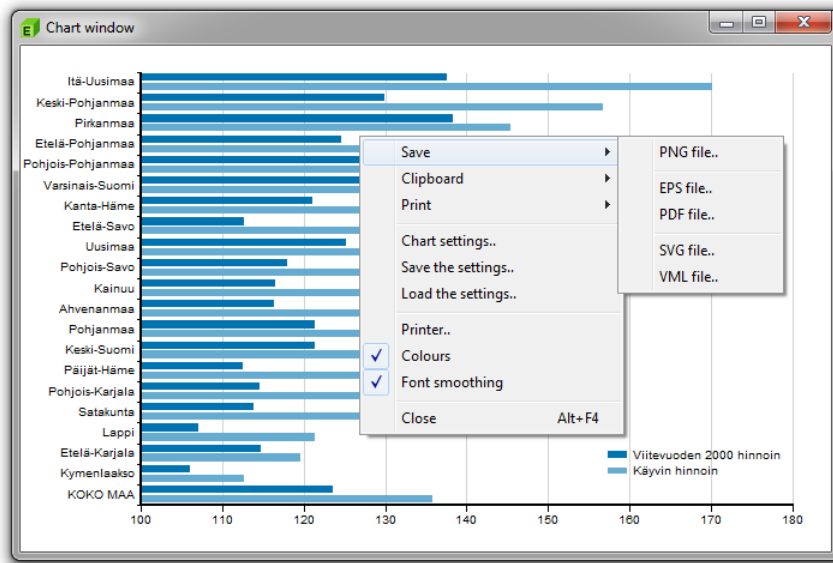 E Chart window
Itä-Uusimaa
Keski-Pohjanmaa
Pirkanmaa
Etelä-Pohjanmaa
Pohjois-Pohjanmaa
Varsinais-Suomi
Kanta-Häme
Etelä-Savo
Uusimaa
Pohjois-Savo
Kainuu
Ahvenanmaa
Pohjanmaa
Keski-Suomi
Päijät-Häme
Pohjois-Karjala
Satakunta
Lappi
Etelä-Karjala
Kymenlaakso
KOKO MAA
100 110 120 130 140 150 160 170 180
Save
Clipboard
Print
Chart settings..
Save the settings..
Load the settings..
Printer..
Colours
Font smoothing
Close Alt+F4
PNG file..
EPS file..
PDF file..
SVG file..
VML file..
Viitevuoden 2000 hinnoin
Käyvin hinnoin